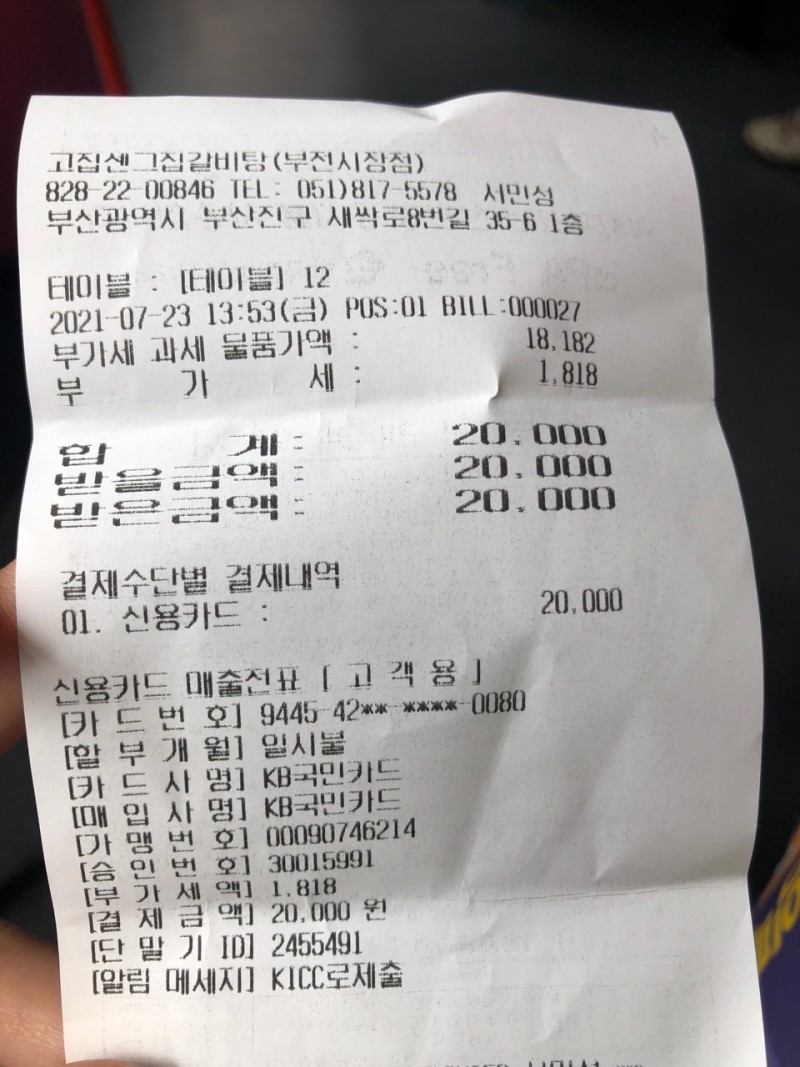 고집센그집갈비탕(부전시장점)
828-22-00846 TEL: 051)817-5578 서민성
부산광역시 부산진구 새싹로8번길 35-6 1층
테이블 : [테이블] 12
2021-07-23 13:53(금) POS:01 BILL:000027
부가세 과세 물품가액 : 18,182
부 가 세 : 1,818
합 계 : 20,000
받을금액 : 20,000
받은금액 : 20,000
결제수단별 결제내역
01. 신용카드 : 20,000
신용카드 매출전표 [ 고 객 용 ]
[카 드 번 호] 9445-42**-****-0080
[할 부 개 월] 일시불
[카 드 사 명] KB국민카드
[매 입 사 명] KB국민카드
[가 맹 번 호] 00090746214
[승 인 번 호] 30015991
[부 가 세 액] 1,818
[결 제 금 액] 20,000 원
[단 말 기 ID] 2455491
[알림 메세지] KICC로제출